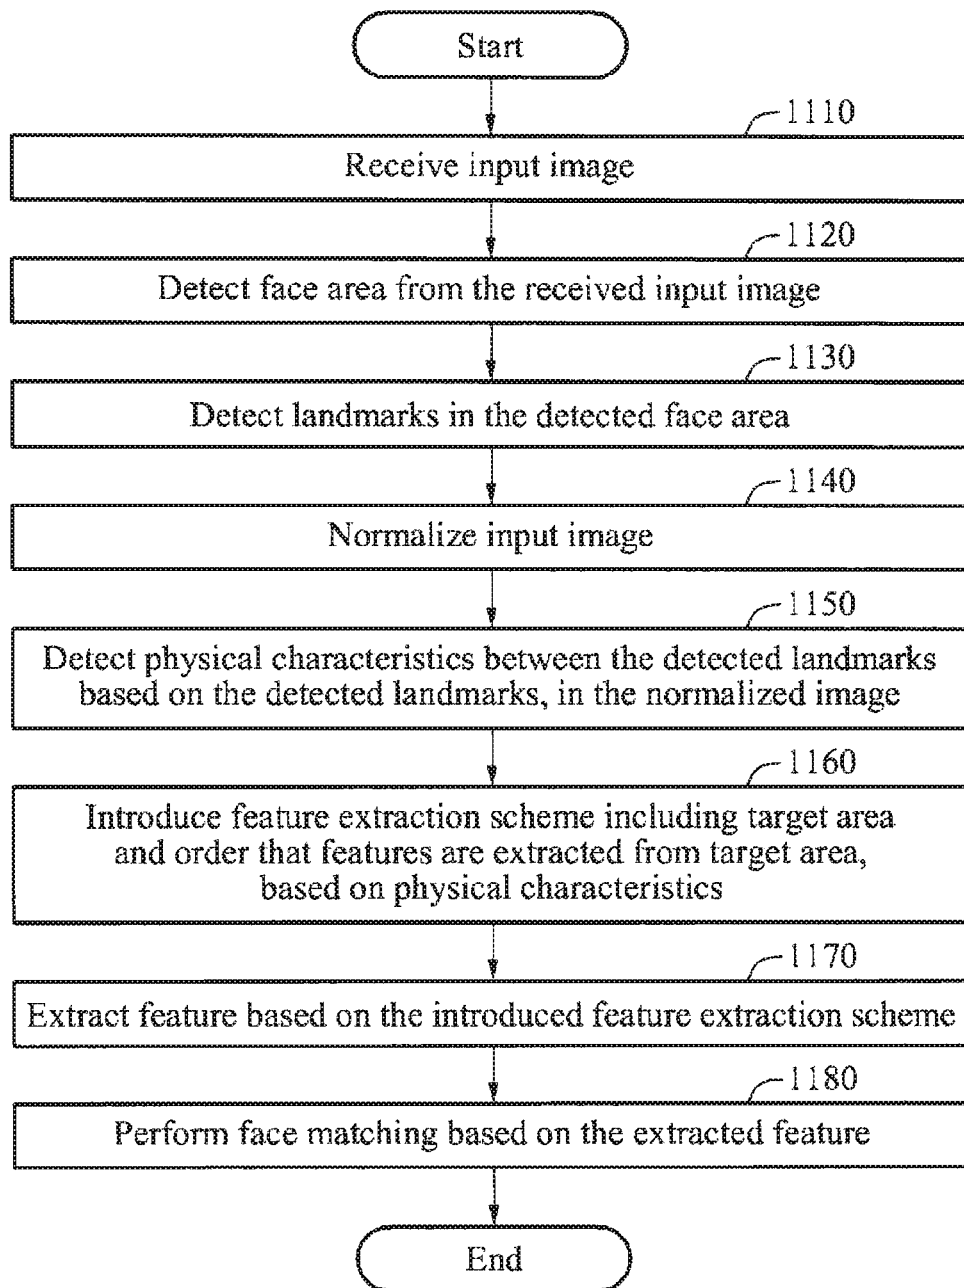 Start
1110
Receive input image
1120
Detect face area from the received input image
1130
Detect landmarks in the detected face area
1140
Normalize input image
1150
Detect physical characteristics between the detected landmarks
based on the detected landmarks, in the normalized image
1160
Introduce feature extraction scheme including target area
and order that features are extracted from target area,
based on physical characteristics
1170
Extract feature based on the introduced feature extraction scheme
1180
Perform face matching based on the extracted feature
End